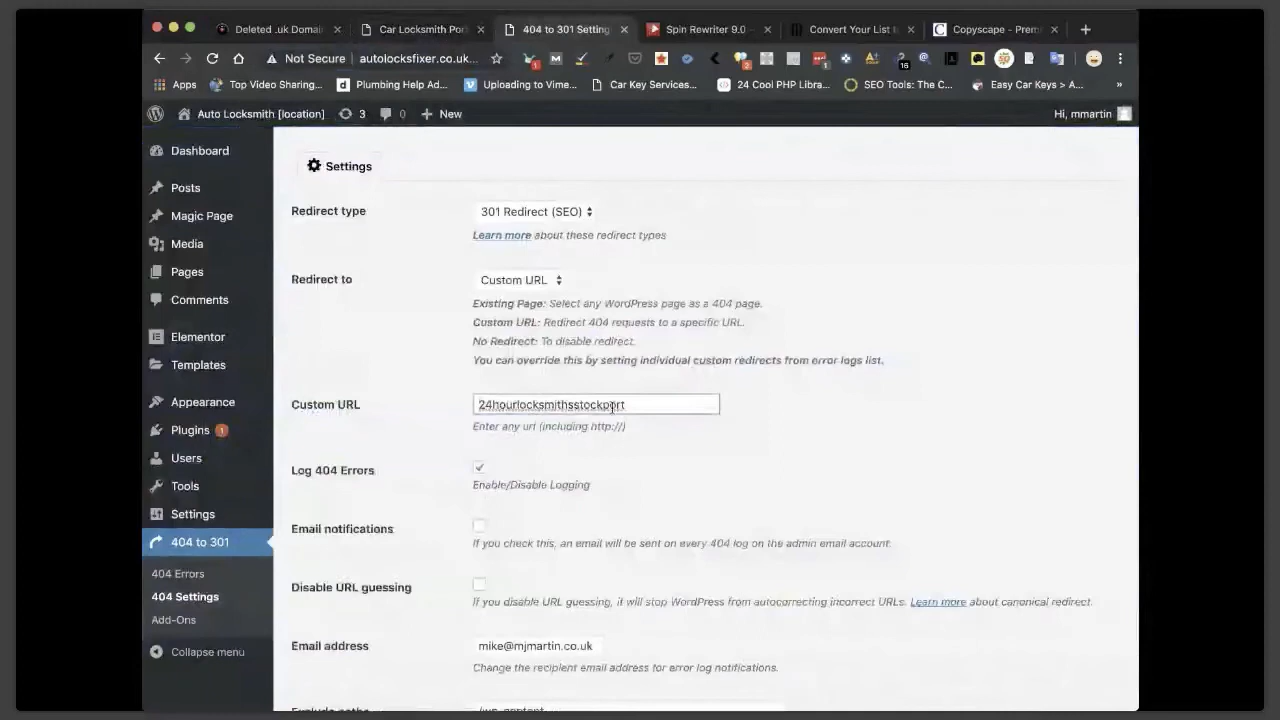 Deleted .uk Domai
Car Locksmith Por
404 to 301 Setting
Spin Rewriter 9.0
Convert Your List
Copyscape - Prem
Not Secure
autolocksfixer.co.uk...
Apps
Top Video Sharing...
Plumbing Help Ad...
Uploading to Vime...
Car Key Services...
24 Cool PHP Libra...
SEO Tools: The C...
Easy Car Keys > A...
»
Auto Locksmith [location]
3
0
New
Hi, mmartin
Dashboard
Posts
Magic Page
Media
Pages
Comments
Elementor
Templates
Appearance
Plugins 1
Users
Tools
Settings
404 to 301
404 Errors
404 Settings
Add-Ons
Collapse menu
Settings
Redirect type
301 Redirect (SEO)
Learn more about these redirect types
Redirect to
Custom URL
Existing Page: Select any WordPress page as a 404 page.
Custom URL: Redirect 404 requests to a specific URL.
No Redirect: To disable redirect.
You can override this by setting individual custom redirects from error logs list.
Custom URL
24hourlocksmithsstockport
Enter any url (including http://)
Log 404 Errors
Enable/Disable Logging
Email notifications
If you check this, an email will be sent on every 404 log on the admin email account.
Disable URL guessing
If you disable URL guessing, it will stop WordPress from autocorrecting incorrect URLs. Learn more about canonical redirect.
Email address
mike@mjmartin.co.uk
Change the recipient email address for error log notifications.
Exclude paths
/wp-content